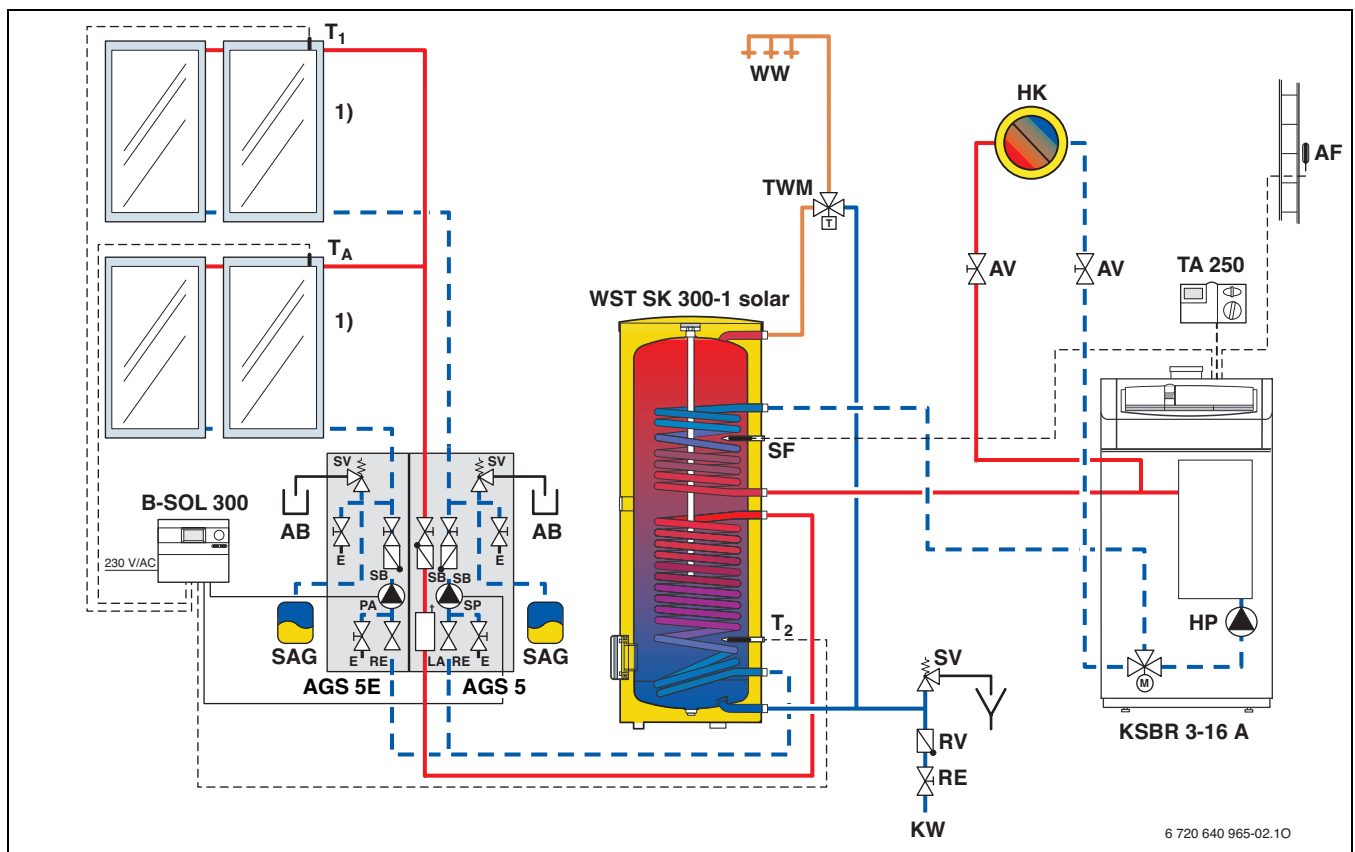 T1
1)
TA
1)
WW
TWM
T
HK
AV
AV
AF
TA 250
WST SK 300-1 solar
SF
T2
B-SOL 300
230 V/AC
SV
SV
AB
AB
E
E
SB
SB
SB
PA
SP
SAG
SAG
E
RE
LA
RE
E
AGS 5E
AGS 5
SV
RV
RE
KW
HP
M
KSBR 3-16 A
6 720 640 965-02.1O